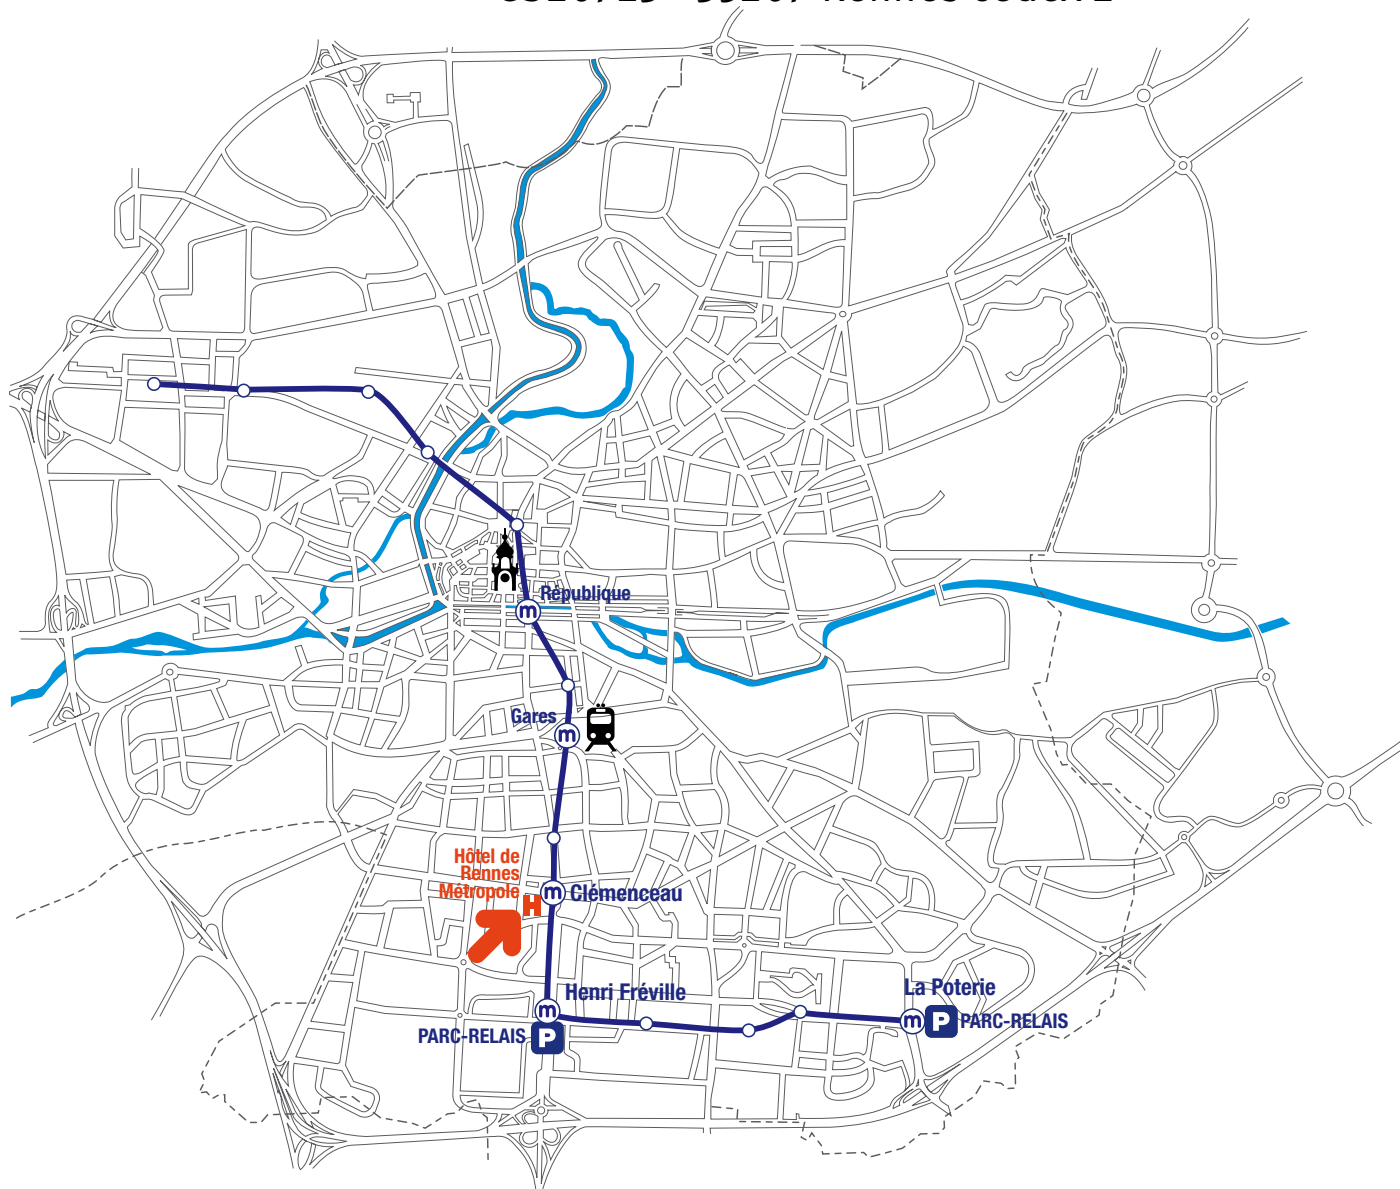 République
m
Gares
m
Hôtel de
Rennes
Métropole
H
m Clémenceau
Henri Fréville
m
PARC-RELAIS P
La Poterie
m P PARC-RELAIS